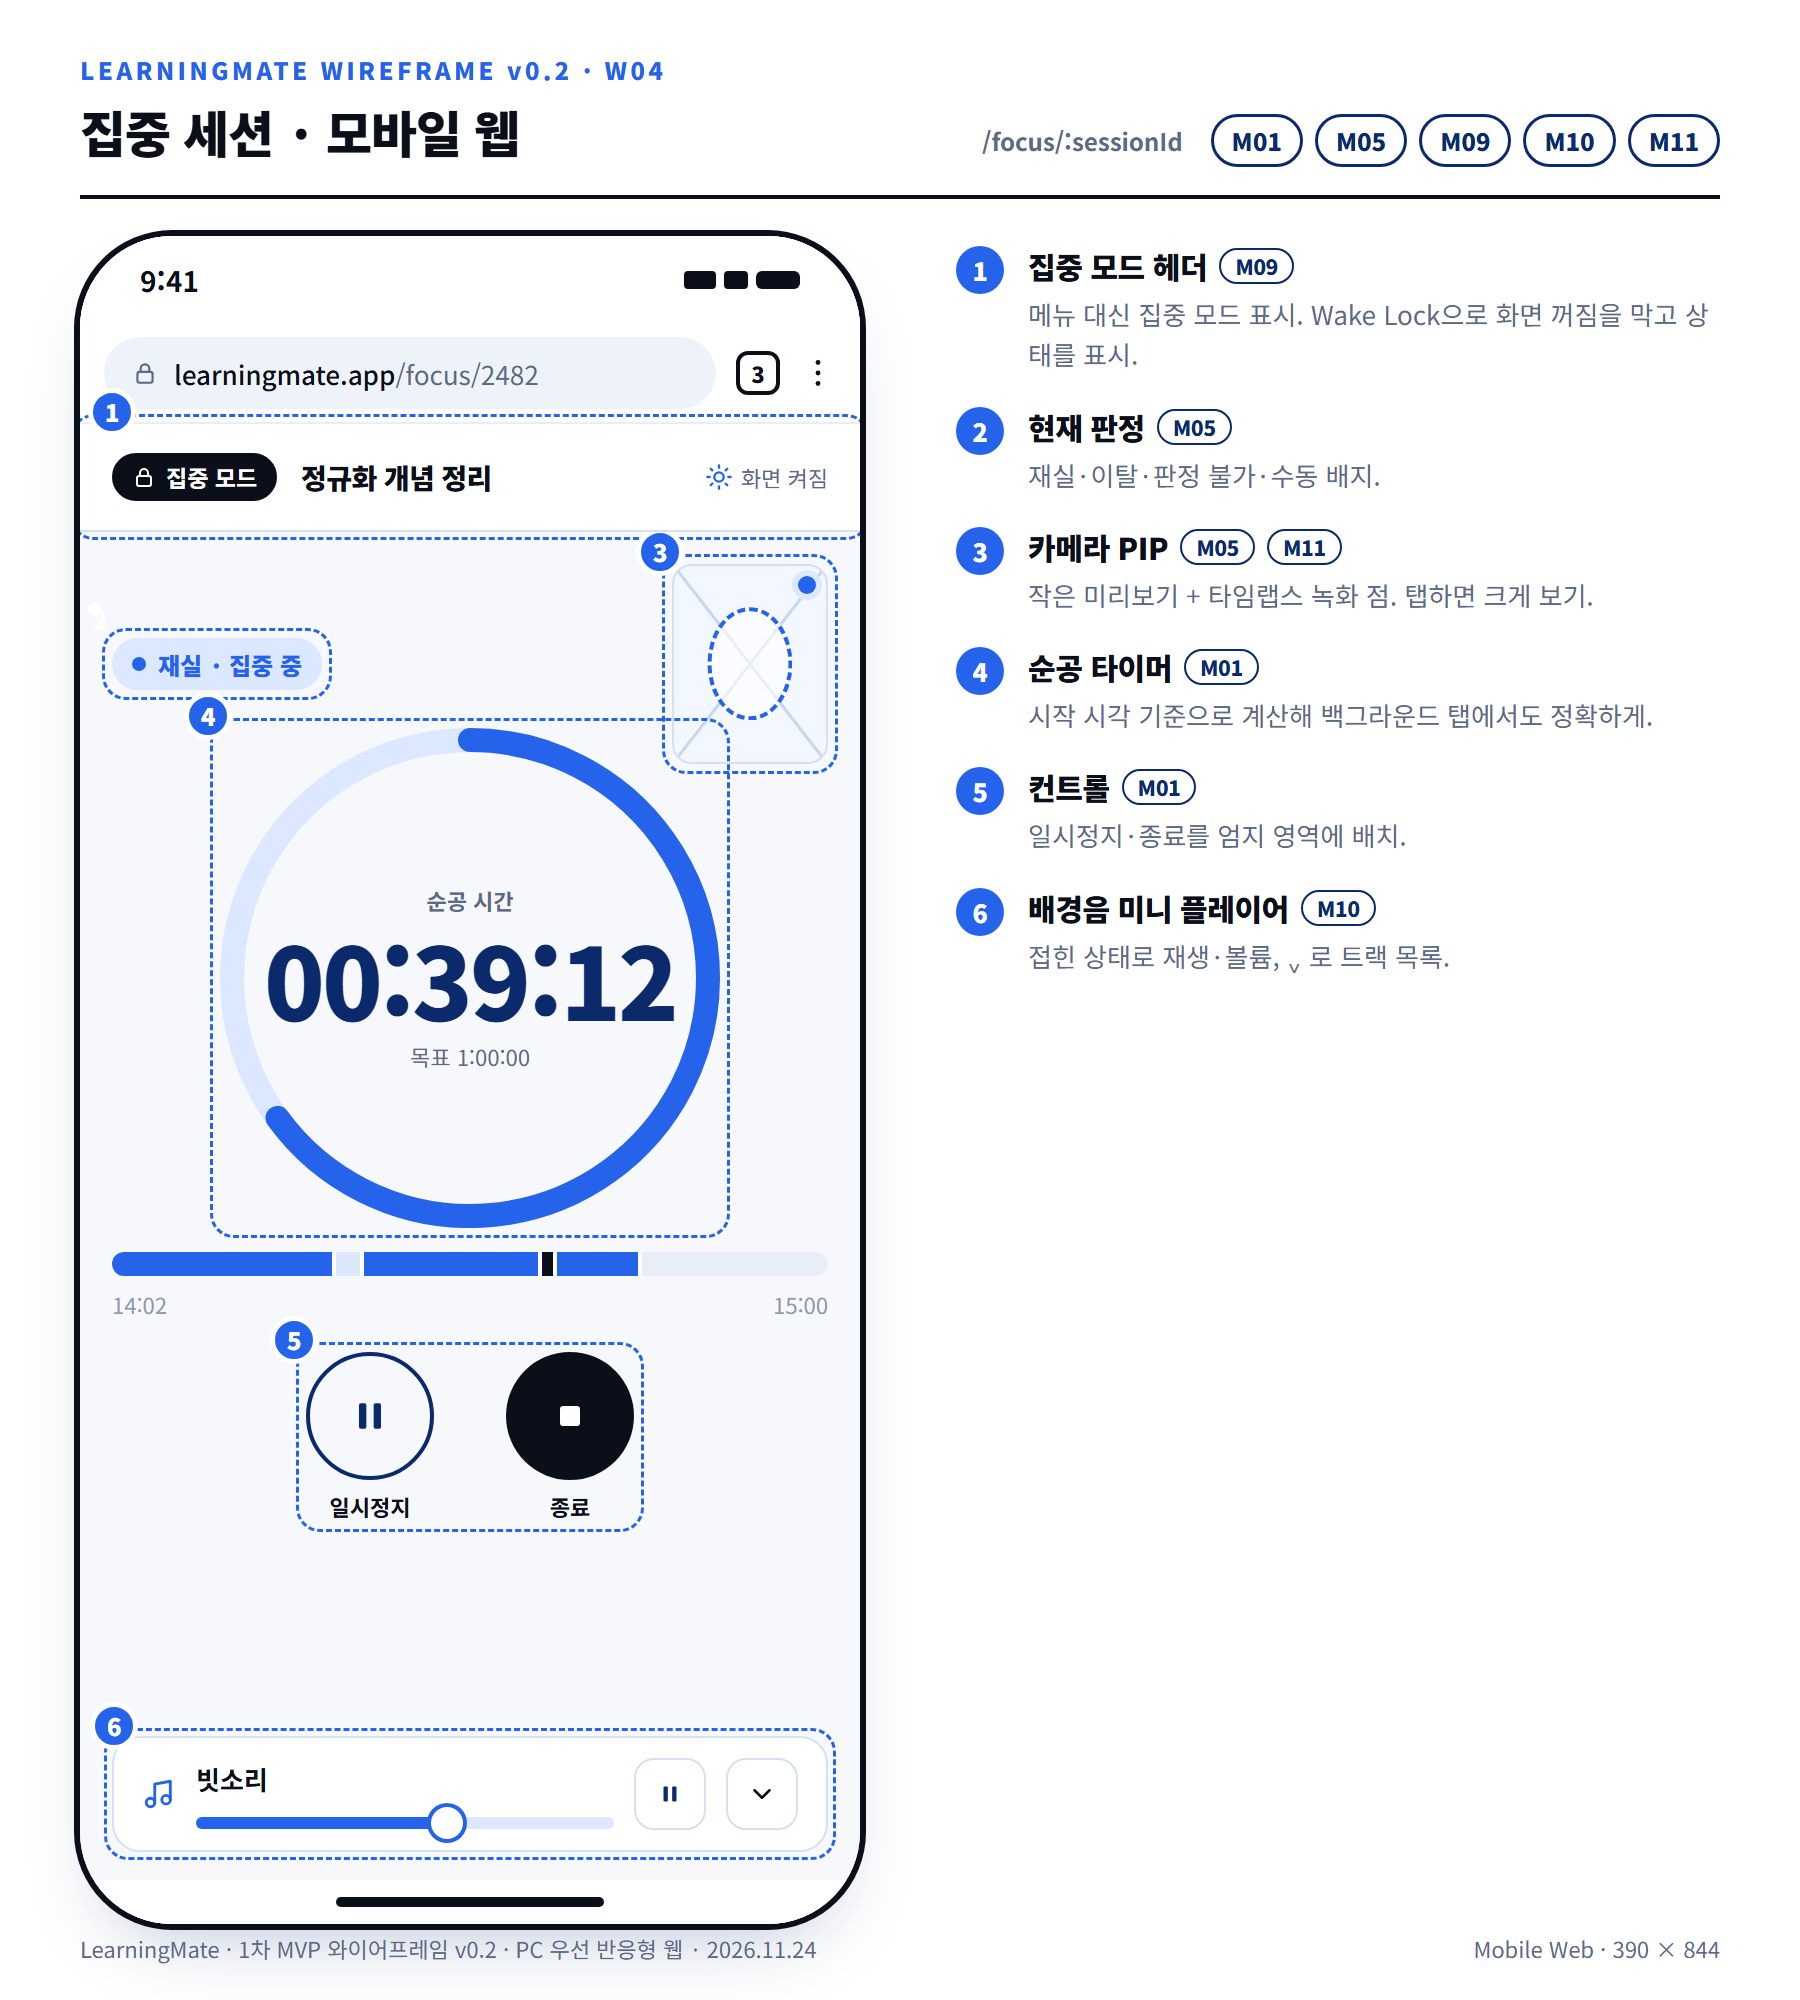 LEARNINGMATE WIREFRAME v0.2 · W04
집중 세션 · 모바일 웹
/focus/:sessionId M01 M05 M09 M10 M11
9:41
learningmate.app/focus/2482 3
1
집중 모드 정규화 개념 정리 화면 켜짐
3
2
재실 · 집중 중
4
순공 시간
00:39:12
목표 1:00:00
14:02 15:00
5
일시정지 종료
6
빗소리
1 집중 모드 헤더 M09
메뉴 대신 집중 모드 표시. Wake Lock으로 화면 꺼짐을 막고 상
태를 표시.
2 현재 판정 M05
재실·이탈·판정 불가·수동 배지.
3 카메라 PIP M05 M11
작은 미리보기 + 타임랩스 녹화 점. 탭하면 크게 보기.
4 순공 타이머 M01
시작 시각 기준으로 계산해 백그라운드 탭에서도 정확하게.
5 컨트롤 M01
일시정지·종료를 엄지 영역에 배치.
6 배경음 미니 플레이어 M10
접힌 상태로 재생·볼륨, ˬ 로 트랙 목록.
LearningMate · 1차 MVP 와이어프레임 v0.2 · PC 우선 반응형 웹 · 2026.11.24
Mobile Web · 390 × 844